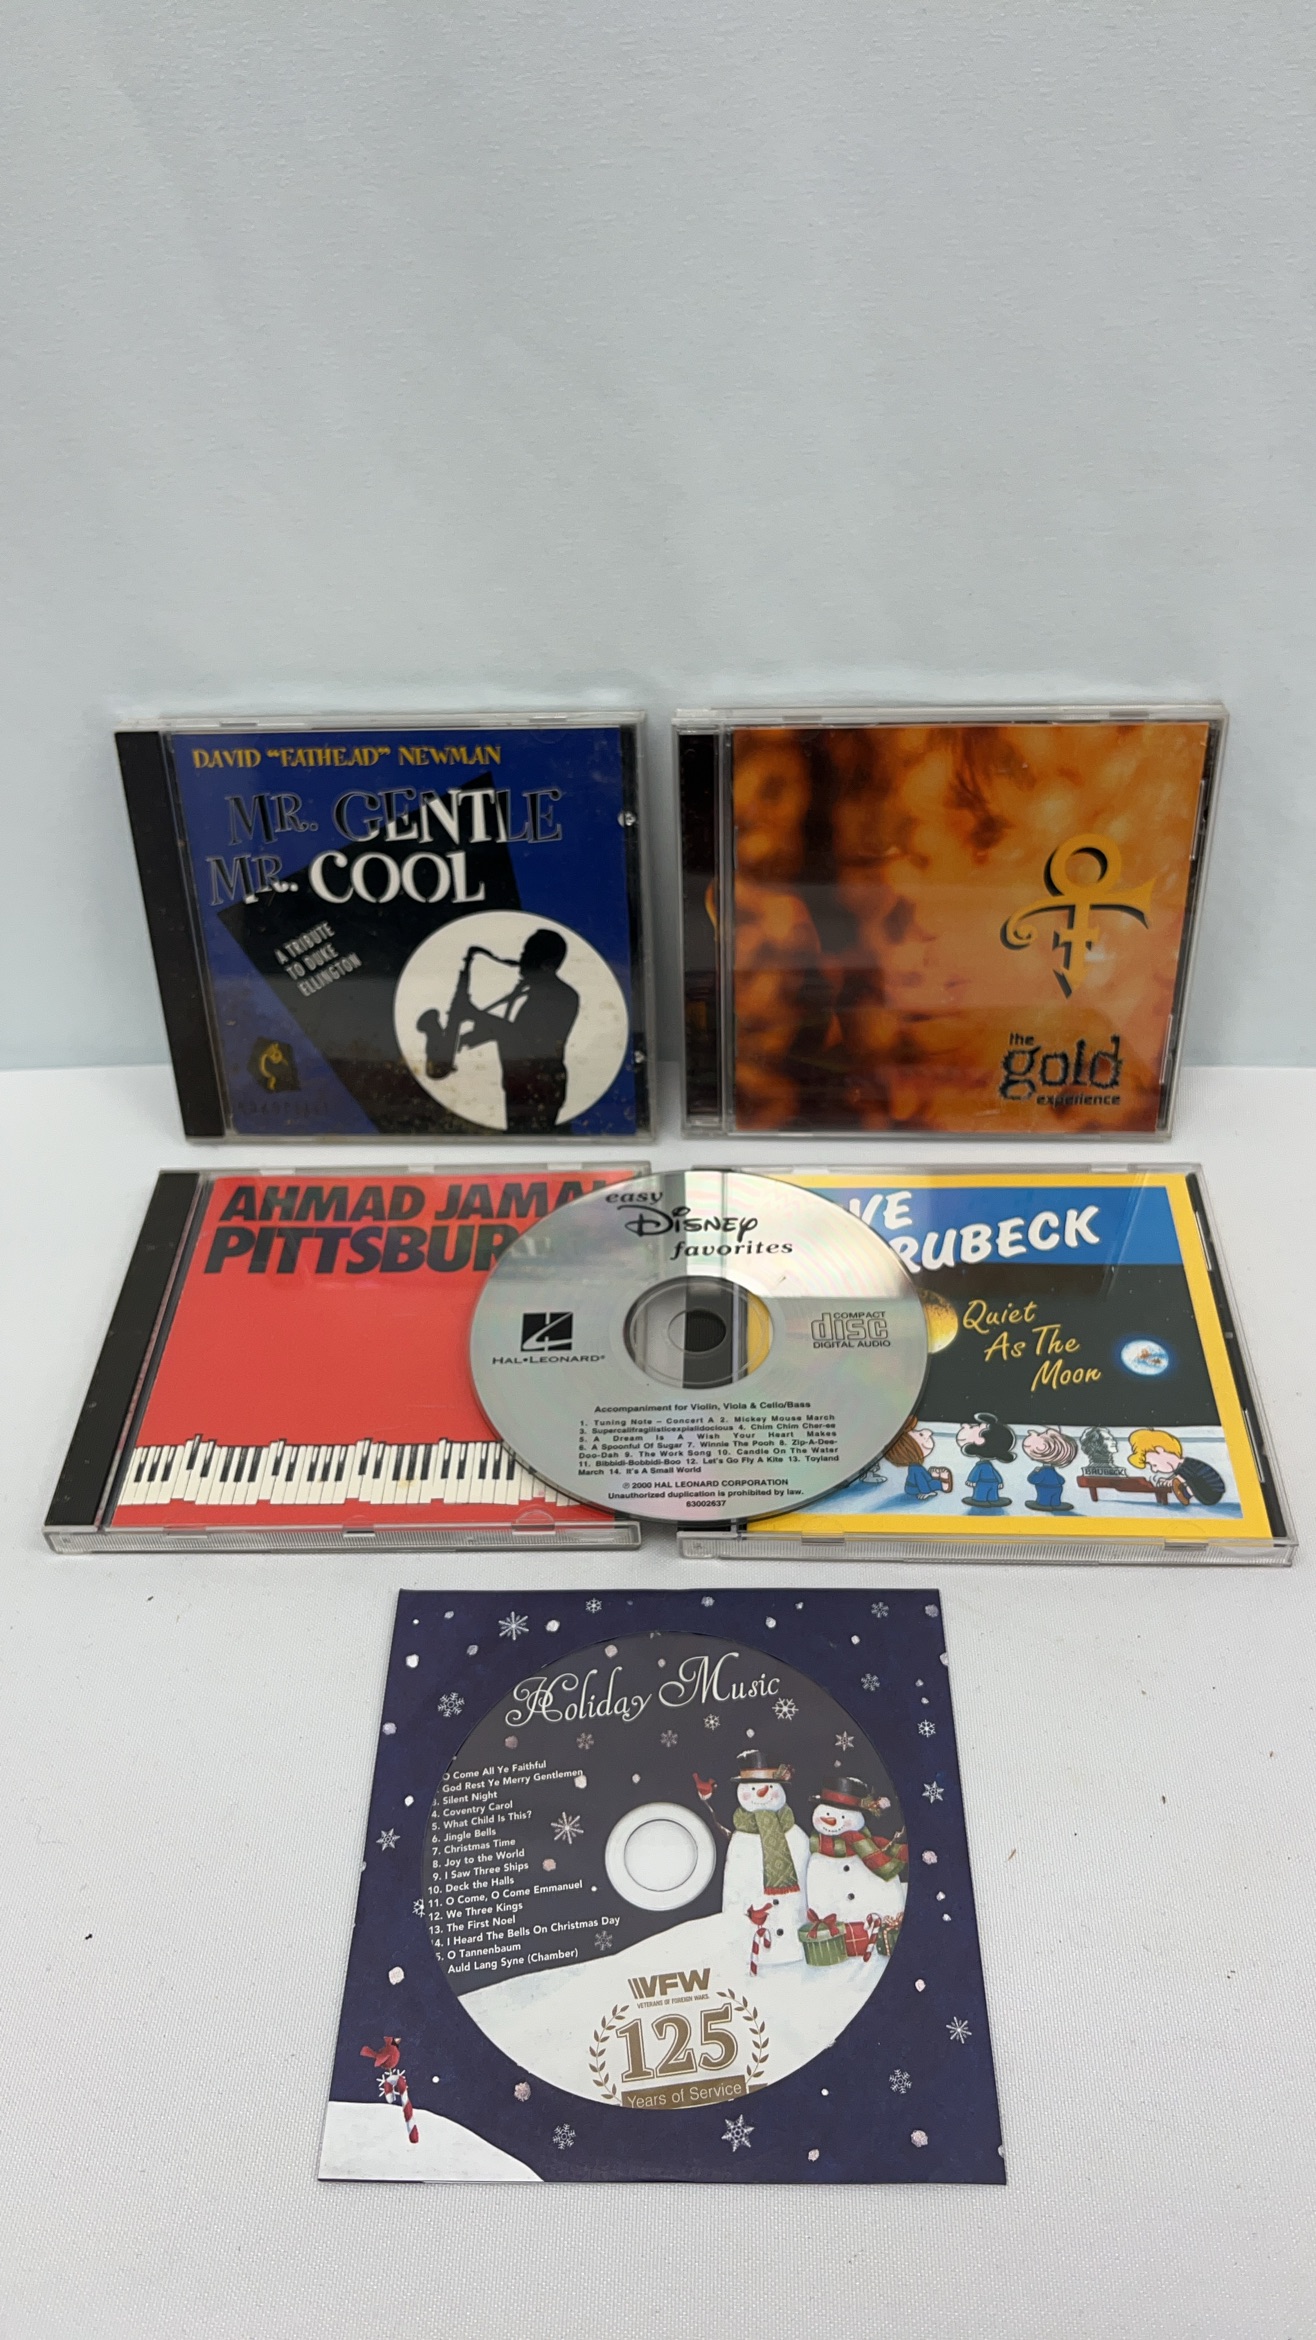 DAVID "FATHEAD" NEWMAN
MR. GENTLE
MR. COOL
A TRIBUTE
TO DUKE
ELLINGTON
the
gold
experience
AHMAD JAMAL
PITTSBUR
easy
Disney
favorites
HAL•LEONARD®
COMPACT
disc
DIGITAL AUDIO
Accompaniment for Violin, Viola & Cello/Bass
1. Tuning Note – Concert A 2. Mickey Mouse March
3. Supercalifragilisticexpialidocious 4. Chim Chim Cher-ee
5. A Dream Is A Wish Your Heart Makes
6. A Spoonful Of Sugar 7. Winnie The Pooh 8. Zip-A-Dee-
Doo-Dah 9. The Work Song 10. Candle On The Water
11. Bibbidi-Bobbidi-Boo 12. Let's Go Fly A Kite 13. Toyland
March 14. It's A Small World
℗ 2000 HAL LEONARD CORPORATION
Unauthorized duplication is prohibited by law.
63002637
VE
RUBECK
Quiet
As The
Moon
BRUBECK
Holiday Music
O Come All Ye Faithful
God Rest Ye Merry Gentlemen
3. Silent Night
4. Coventry Carol
5. What Child Is This?
6. Jingle Bells
7. Christmas Time
8. Joy to the World
9. I Saw Three Ships
10. Deck the Halls
11. O Come, O Come Emmanuel
12. We Three Kings
13. The First Noel
4. I Heard The Bells On Christmas Day
5. O Tannenbaum
Auld Lang Syne (Chamber)
VFW
VETERANS OF FOREIGN WARS.
125
Years of Service